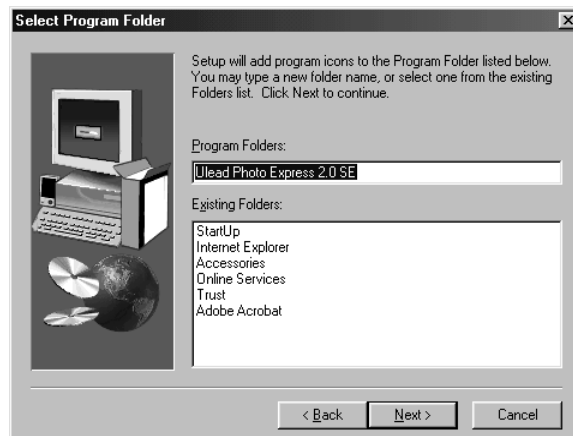 Select Program Folder
Setup will add program icons to the Program Folder listed below.
You may type a new folder name, or select one from the existing
Folders list. Click Next to continue.
Program Folders:
Ulead Photo Express 2.0 SE
Existing Folders:
StartUp
Internet Explorer
Accessories
Online Services
Trust
Adobe Acrobat
< Back
Next >
Cancel